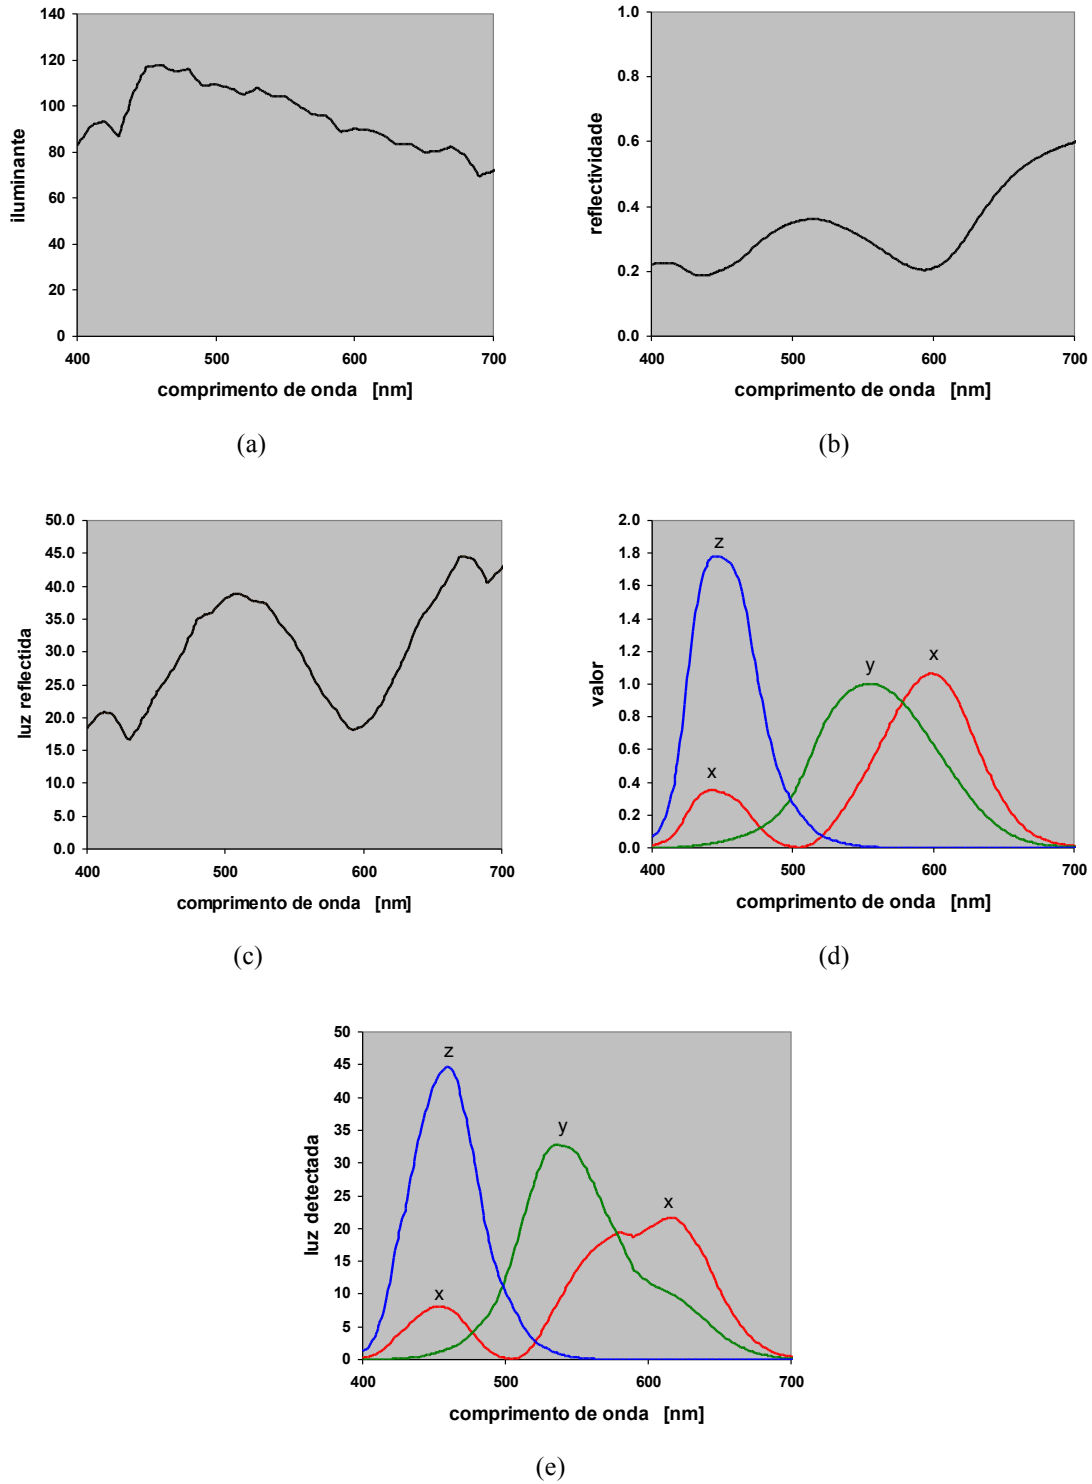 140
120
100
80
60
40
20
0
iluminante
400 500 600 700
comprimento de onda [nm]
(a)
1.0
0.8
0.6
0.4
0.2
0.0
reflectividade
400 500 600 700
comprimento de onda [nm]
(b)
50.0
45.0
40.0
35.0
30.0
25.0
20.0
15.0
10.0
5.0
0.0
luz reflectida
400 500 600 700
comprimento de onda [nm]
(c)
2.0
1.8
1.6
1.4
1.2
1.0
0.8
0.6
0.4
0.2
0.0
valor
z
y
x
x
400 500 600 700
comprimento de onda [nm]
(d)
50
45
40
35
30
25
20
15
10
5
0
luz detectada
z
y
x
x
400 500 600 700
comprimento de onda [nm]
(e)